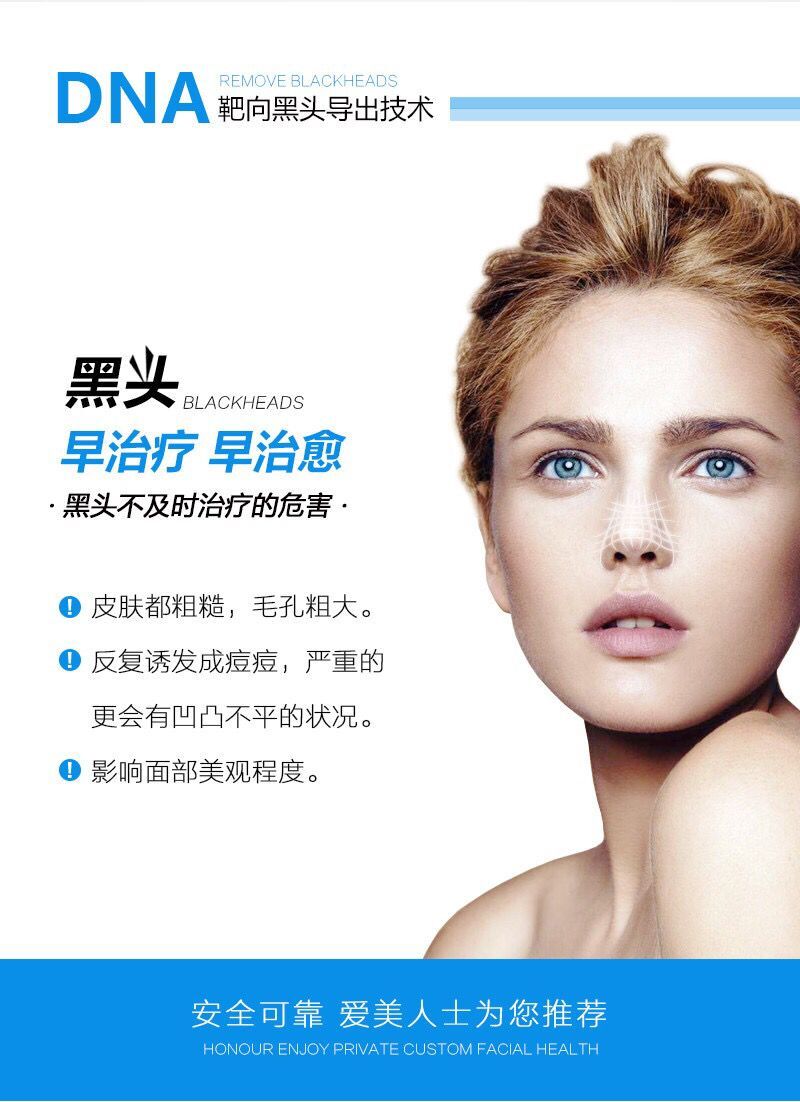 DNA
REMOVE BLACKHEADS
靶向黑头导出技术
黑头
BLACKHEADS
早治疗 早治愈
·黑头不及时治疗的危害·
! 皮肤都粗糙，毛孔粗大。
! 反复诱发成痘痘，严重的
更会有凹凸不平的状况。
! 影响面部美观程度。
安全可靠 爱美人士为您推荐
HONOUR ENJOY PRIVATE CUSTOM FACIAL HEALTH